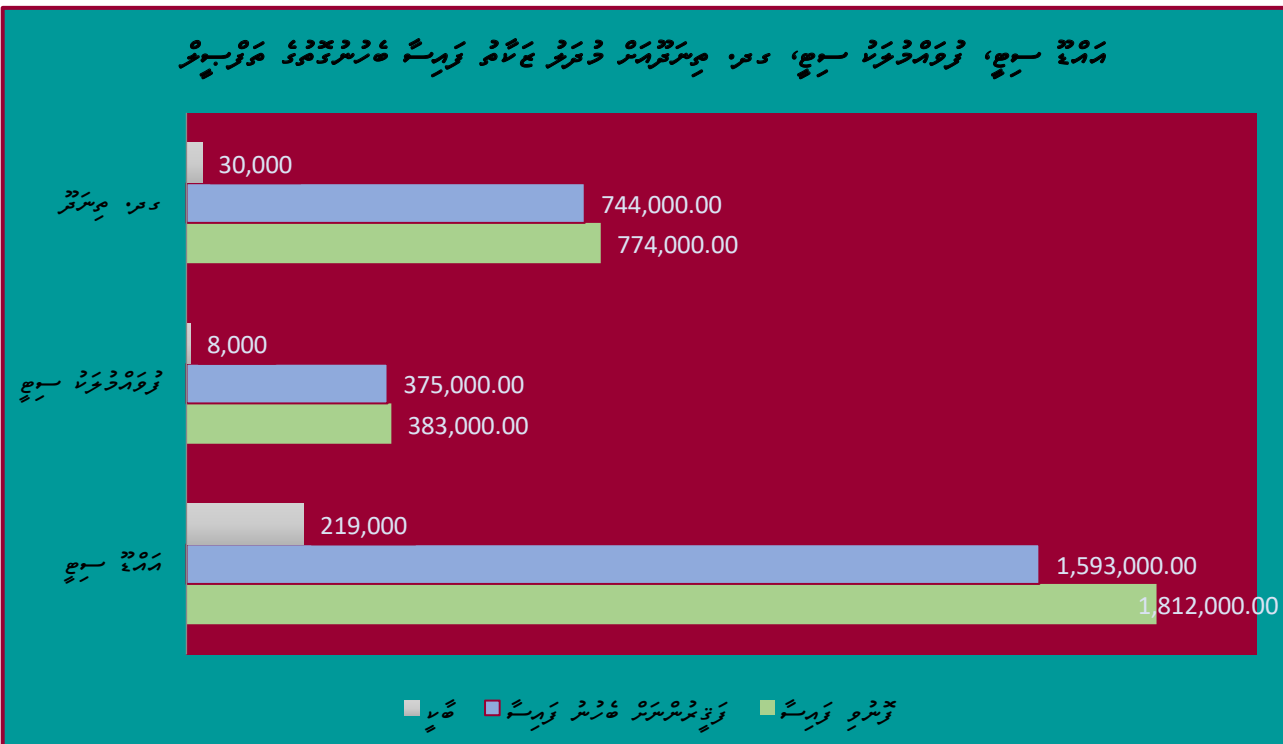 އައްޑޫ ސިޓީ، ފުވައްމުލަކު ސިޓީ، ގދ. ތިނަދޫއަށް މުދަލު ޒަކާތު ފައިސާ ބެހުނުގޮތުގެ ތަފްޞީލް
ގދ. ތިނަދޫ
30,000
744,000.00
774,000.00
ފުވައްމުލަކު ސިޓީ
8,000
375,000.00
383,000.00
އައްޑޫ ސިޓީ
219,000
1,593,000.00
1,812,000.00
ފޮނުވި ފައިސާ ފަޤީރުންނަށް ބެހުނު ފައިސާ ބާކީ